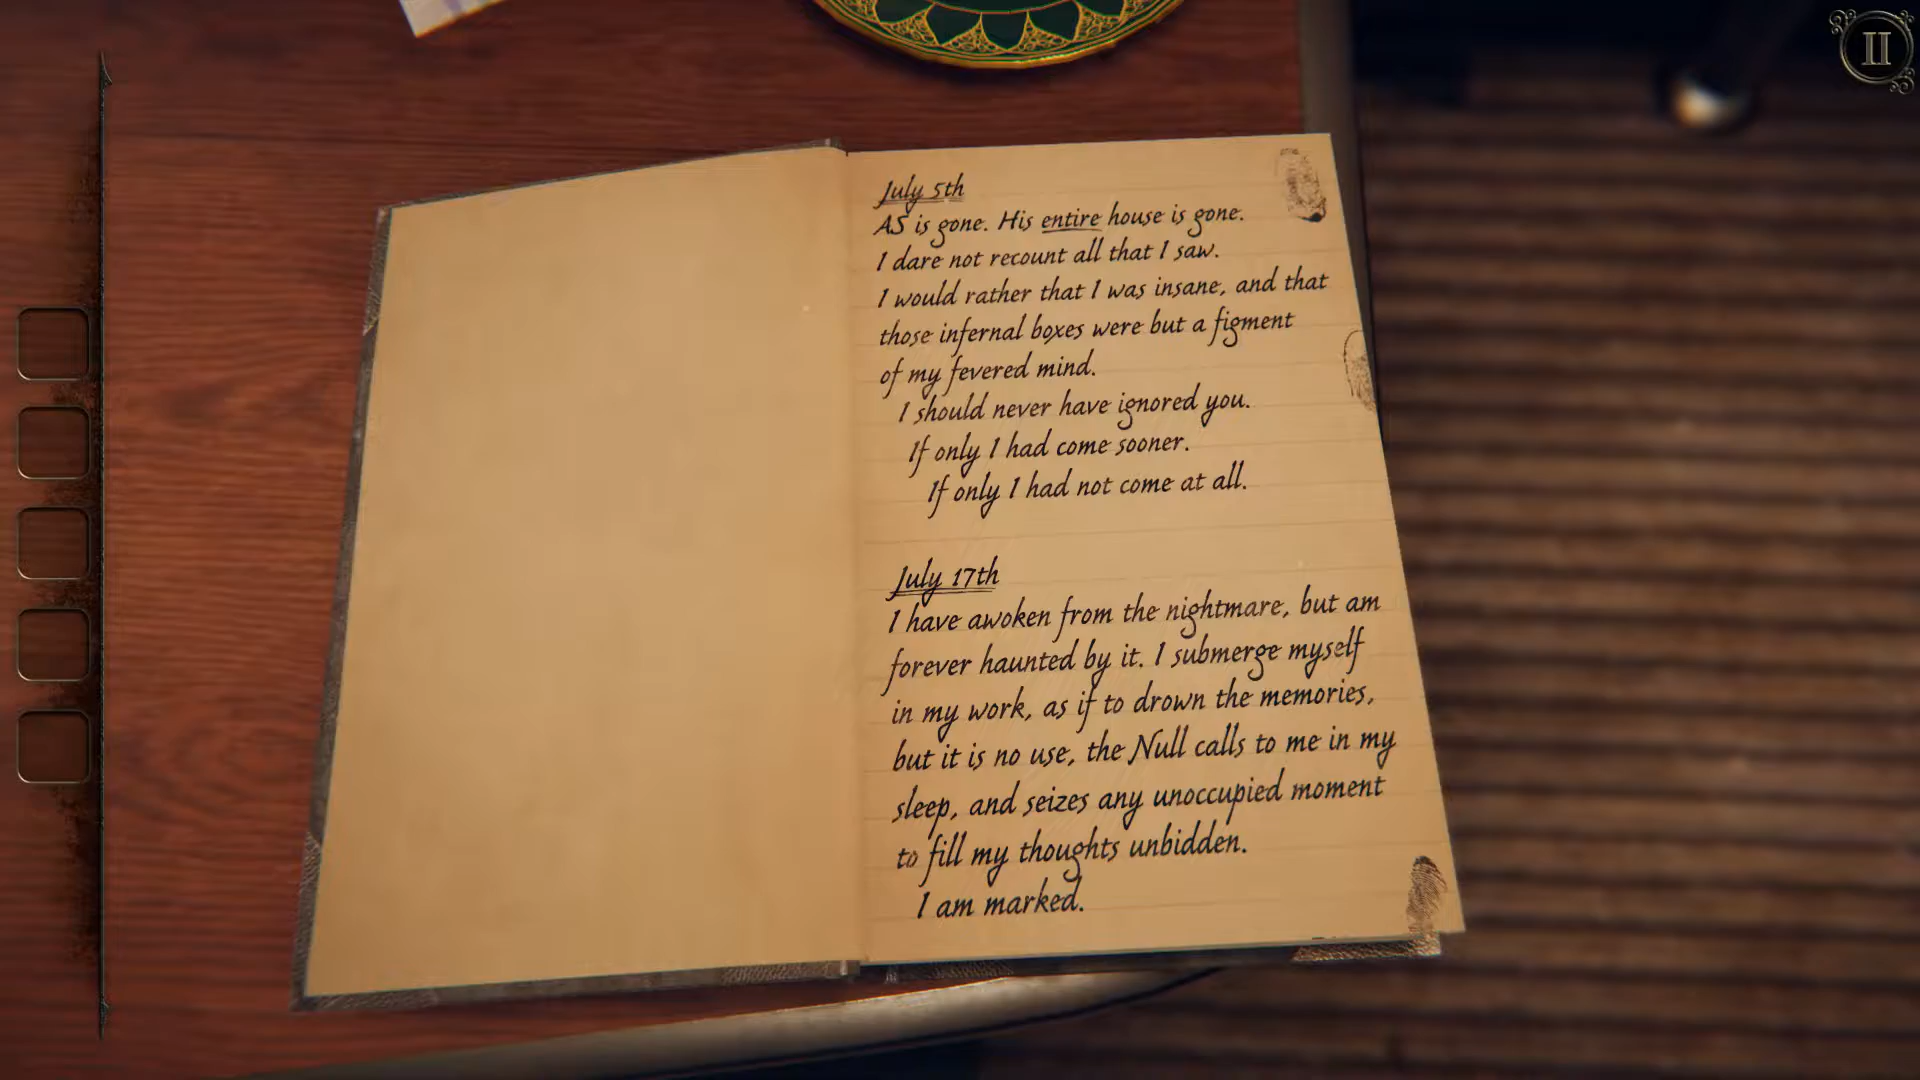 July 5th
AS is gone. His entire house is gone.
I dare not recount all that I saw.
I would rather that I was insane, and that
those infernal boxes were but a figment
of my fevered mind.
I should never have ignored you.
If only I had come sooner.
If only I had not come at all.
July 17th
I have awoken from the nightmare, but am
forever haunted by it. I submerge myself
in my work, as if to drown the memories,
but it is no use, the Null calls to me in my
sleep, and seizes any unoccupied moment
to fill my thoughts unbidden.
I am marked.